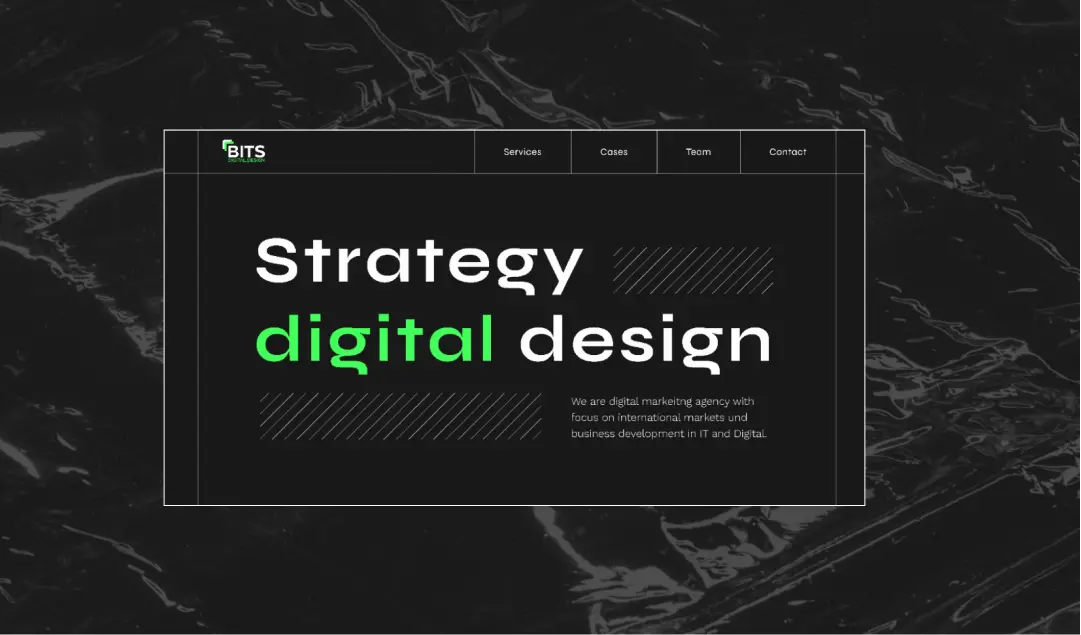 BITS
DIGITAL DESIGN
Services
Cases
Team
Contact
Strategy
digital design
We are digital markeitng agency with
focus on international markets und
business development in IT and Digital.